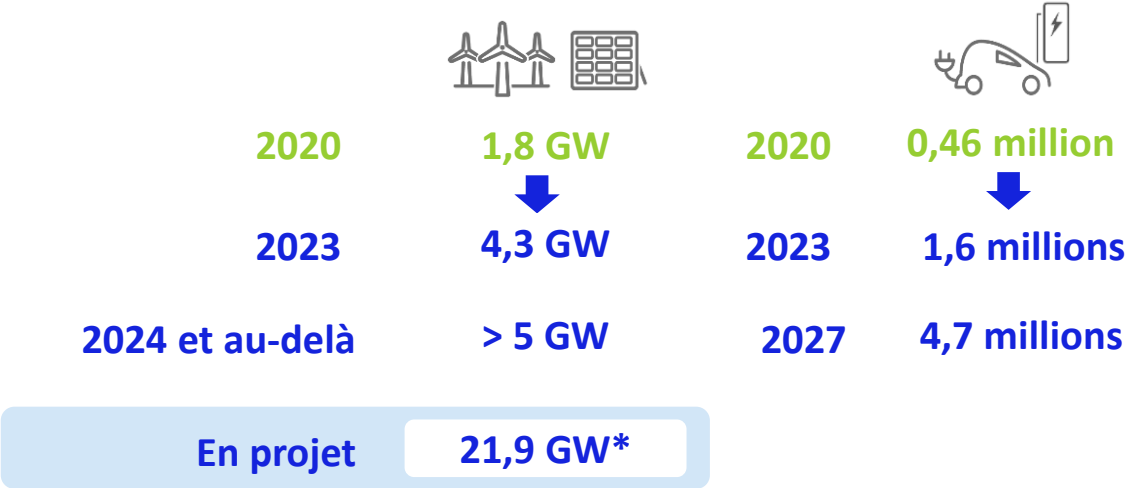 2020 1,8 GW 2020 0,46 million
2023 4,3 GW 2023 1,6 millions
2024 et au-delà > 5 GW 2027 4,7 millions
En projet 21,9 GW*